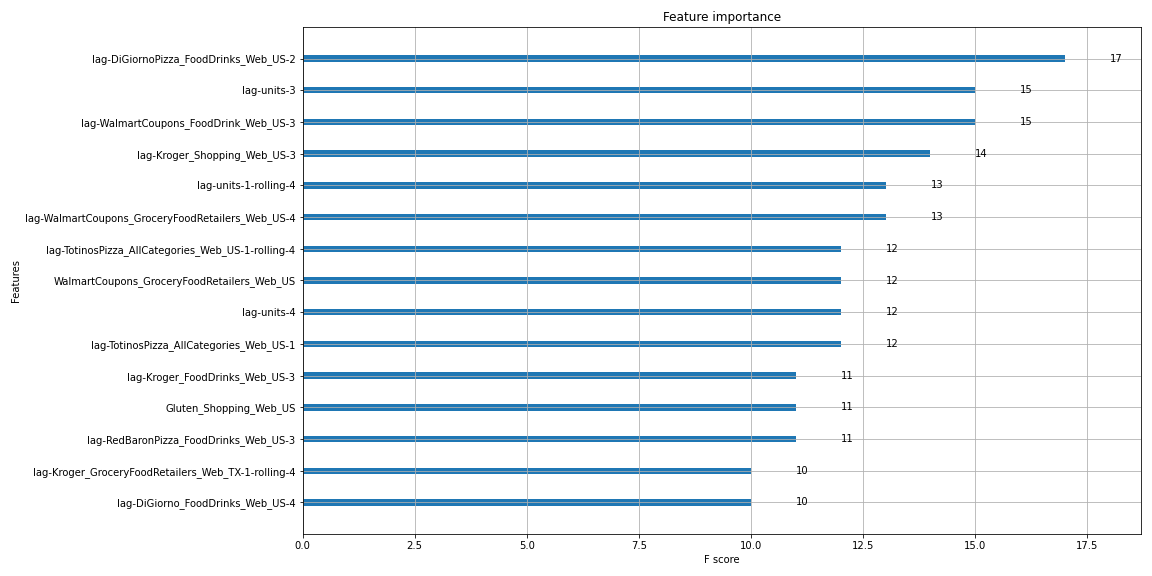 Feature importance
lag-DiGiornoPizza_FoodDrinks_Web_US-2 17
lag-units-3 15
lag-WalmartCoupons_FoodDrink_Web_US-3 15
lag-Kroger_Shopping_Web_US-3 14
lag-units-1-rolling-4 13
lag-WalmartCoupons_GroceryFoodRetailers_Web_US-4 13
lag-TotinosPizza_AllCategories_Web_US-1-rolling-4 12
WalmartCoupons_GroceryFoodRetailers_Web_US 12
lag-units-4 12
lag-TotinosPizza_AllCategories_Web_US-1 12
lag-Kroger_FoodDrinks_Web_US-3 11
Gluten_Shopping_Web_US 11
lag-RedBaronPizza_FoodDrinks_Web_US-3 11
lag-Kroger_GroceryFoodRetailers_Web_TX-1-rolling-4 10
lag-DiGiorno_FoodDrinks_Web_US-4 10
Features
0.0 2.5 5.0 7.5 10.0 12.5 15.0 17.5
F score